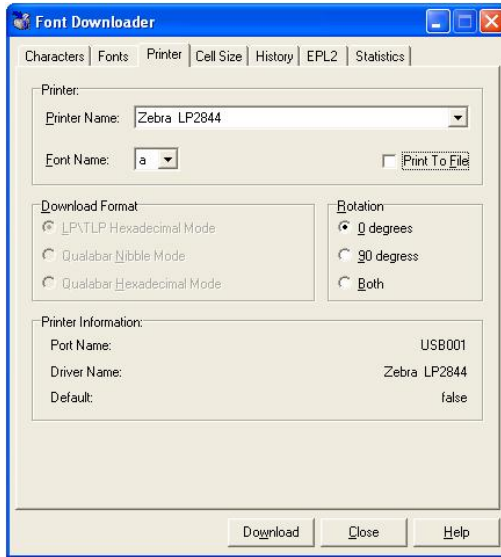 Font Downloader
Characters Fonts Printer Cell Size History EPL2 Statistics
Printer:
Printer Name: Zebra LP2844
Font Name: a Print To File
Download Format
LP\TLP Hexadecimal Mode
Qualabar Nibble Mode
Qualabar Hexadecimal Mode
Rotation
0 degrees
90 degress
Both
Printer Information:
Port Name: USB001
Driver Name: Zebra LP2844
Default: false
Download Close Help